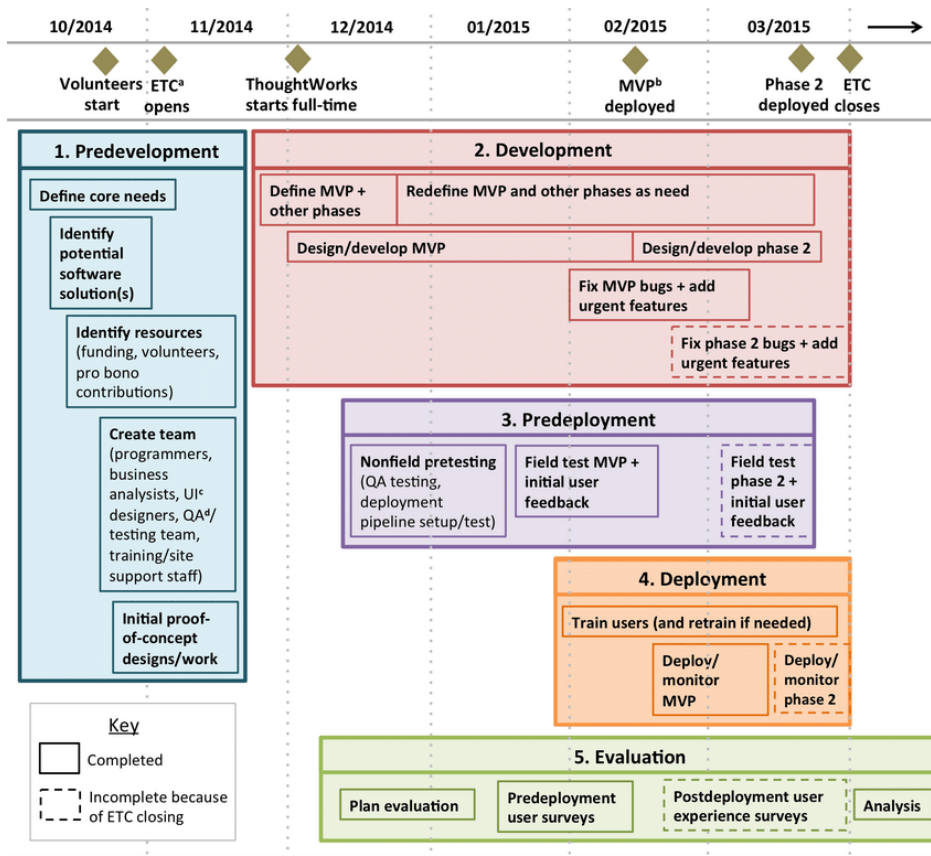 10/2014
11/2014
12/2014
01/2015
02/2015
03/2015
Volunteers
start
ETCᵃ
opens
ThoughtWorks
starts full-time
MVPᵇ
deployed
Phase 2
deployed
ETC
closes
1. Predevelopment
Define core needs
Identify
potential
software
solution(s)
Identify resources
(funding, volunteers,
pro bono
contributions)
Create team
(programmers,
business
analysts, UIᶜ
designers, QAᵈ/
testing team,
training/site
support staff)
Initial proof-
of-concept
designs/work
2. Development
Define MVP +
other phases
Redefine MVP and other phases as need
Design/develop MVP
Design/develop phase 2
Fix MVP bugs + add
urgent features
Fix phase 2 bugs + add
urgent features
3. Predeployment
Nonfield pretesting
(QA testing,
deployment
pipeline setup/test)
Field test MVP +
initial user
feedback
Field test
phase 2 +
initial user
feedback
4. Deployment
Train users (and retrain if needed)
Deploy/
monitor
MVP
Deploy/
monitor
phase 2
5. Evaluation
Plan evaluation
Predeployment
user surveys
Postdeployment user
experience surveys
Analysis
Key
Completed
Incomplete because
of ETC closing